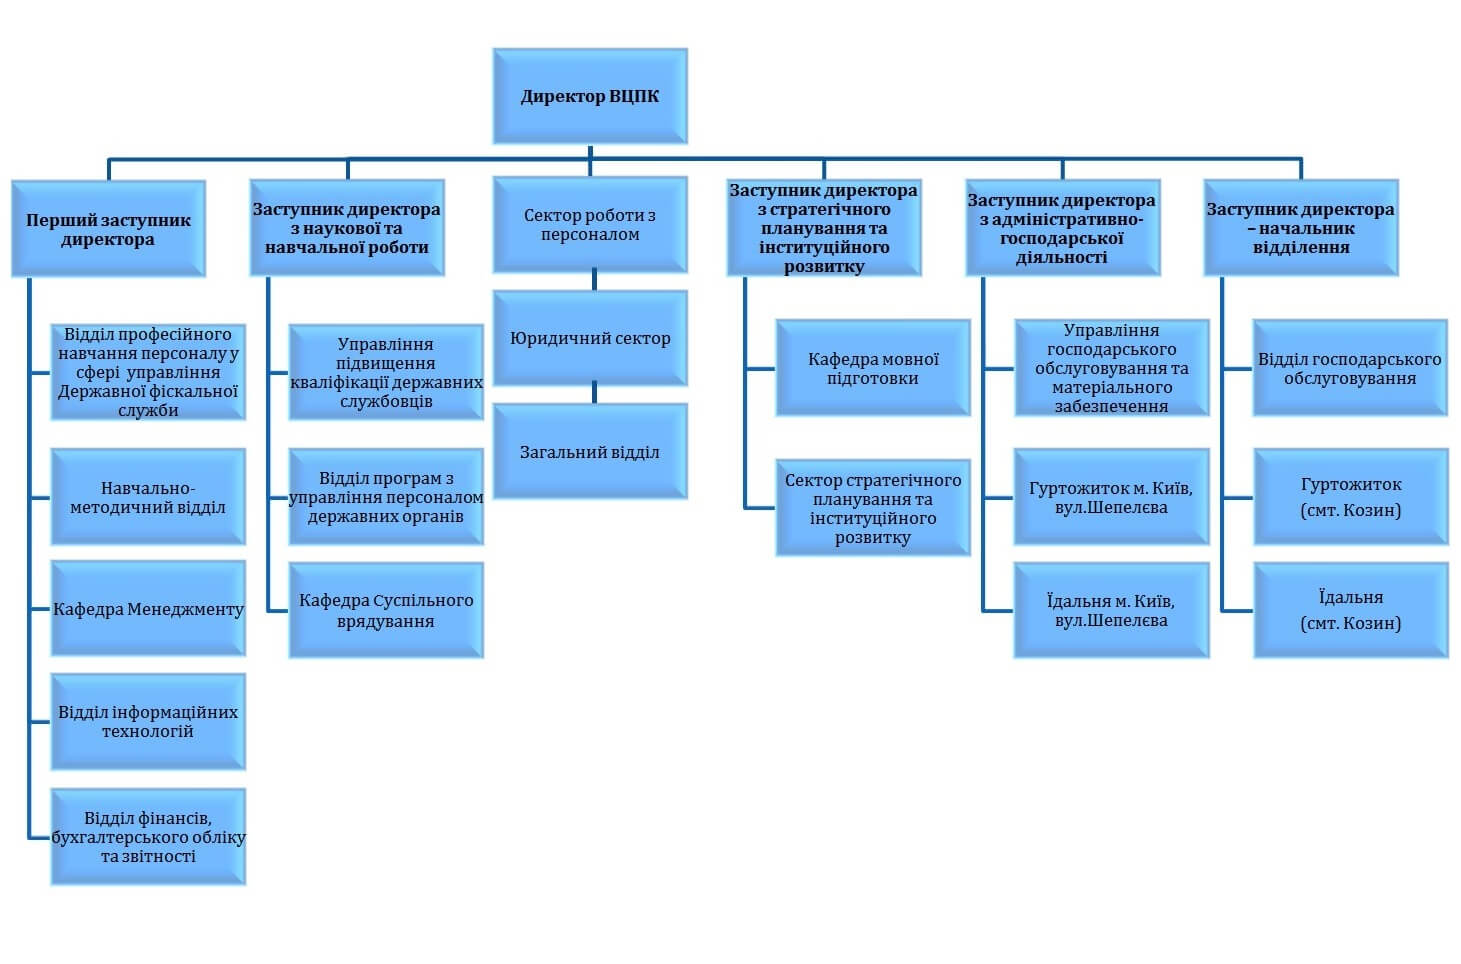 Директор ВЦПК
Перший заступник
директора
Відділ професійного
навчання персоналу у
сфері управління
Державної фіскальної
служби
Навчально-
методичний відділ
Кафедра Менеджменту
Відділ інформаційних
технологій
Відділ фінансів,
бухгалтерського обліку
та звітності
Заступник директора
з наукової та
навчальної роботи
Управління
підвищення
кваліфікації державних
службовців
Відділ програм з
управління персоналом
державних органів
Кафедра Суспільного
врядування
Сектор роботи з
персоналом
Юридичний сектор
Загальний відділ
Заступник директора
з стратегічного
планування та
інституційного
розвитку
Кафедра мовної
підготовки
Сектор стратегічного
планування та
інституційного
розвитку
Заступник директора
з адміністративно-
господарської
діяльності
Управління
господарського
обслуговування та
матеріального
забезпечення
Гуртожиток м. Київ,
вул.Шепелєва
Їдальня м. Київ,
вул.Шепелєва
Заступник директора
– начальник
відділення
Відділ господарського
обслуговування
Гуртожиток
(смт. Козин)
Їдальня
(смт. Козин)